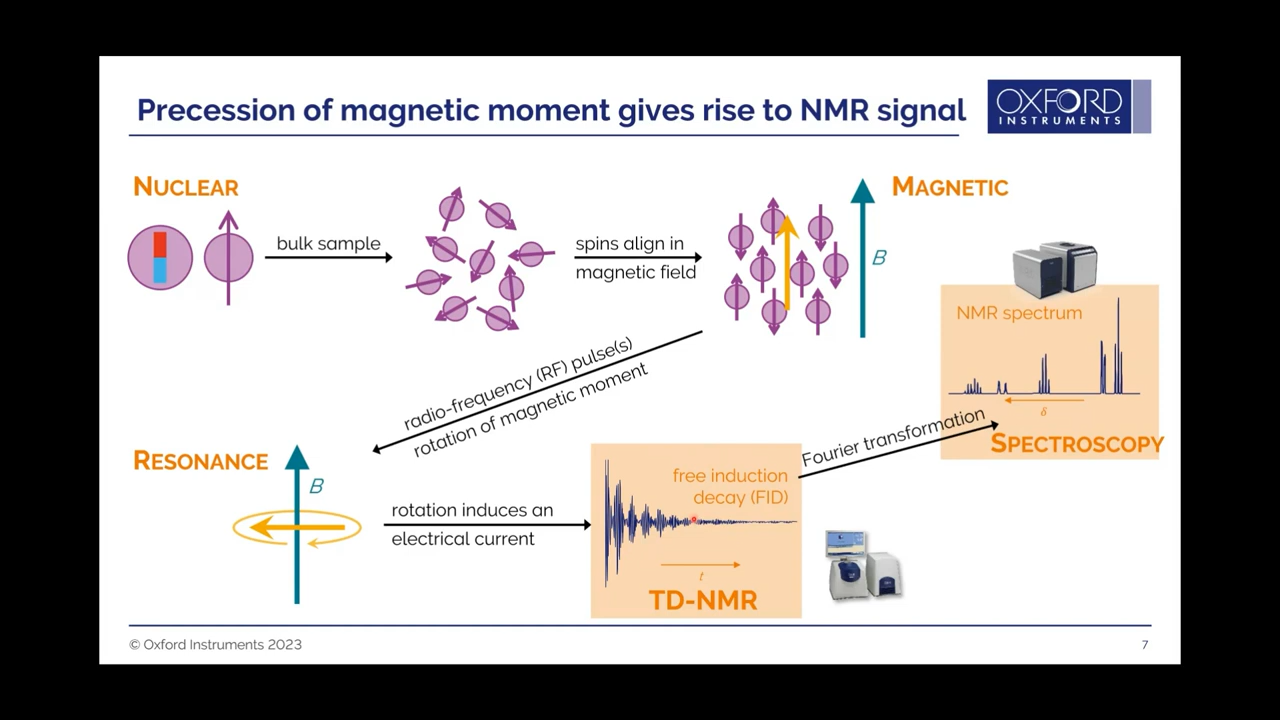 Precession of magnetic moment gives rise to NMR signal
OXFORD
INSTRUMENTS
NUCLEAR
bulk sample
spins align in
magnetic field
B
MAGNETIC
NMR spectrum
δ
SPECTROSCOPY
radio-frequency (RF) pulse(s)
rotation of magnetic moment
RESONANCE
B
rotation induces an
electrical current
free induction
decay (FID)
t
TD-NMR
Fourier transformation
© Oxford Instruments 2023
7